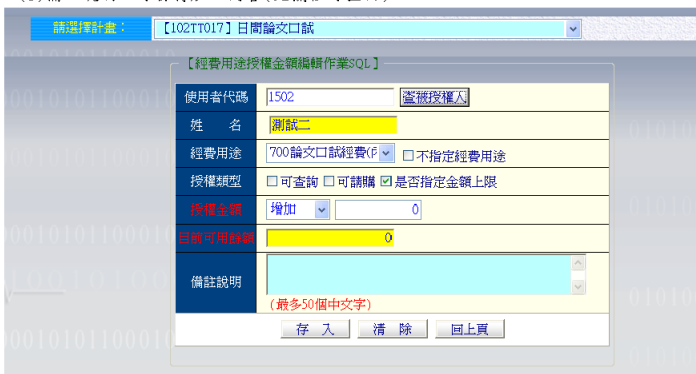 請選擇計畫：
【102TT017】日間論文口試
【經費用途授權金額編輯作業SQL】
使用者代碼 1502 查被授權人
姓 名 測試二
經費用途 700論文口試經費( 不指定經費用途
授權類型 可查詢 可請購 是否指定金額上限
授權金額 增加 0
目前可用餘額 0
備註說明
(最多50個中文字)
存 入 清 除 回上頁